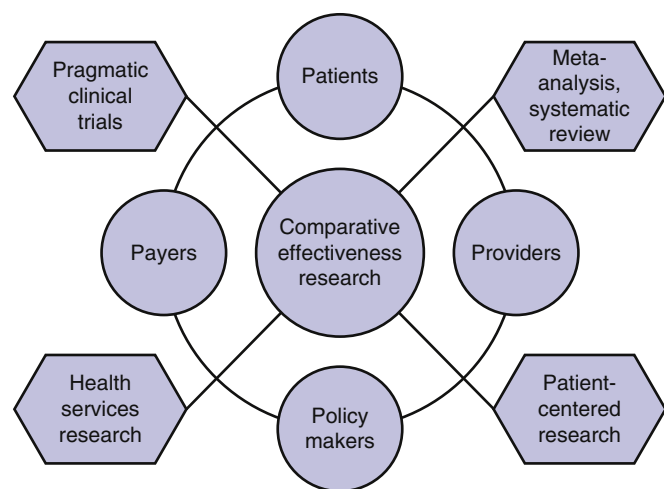 Pragmatic
clinical
trials
Patients
Meta-
analysis,
systematic
review
Payers
Comparative
effectiveness
research
Providers
Health
services
research
Policy
makers
Patient-
centered
research